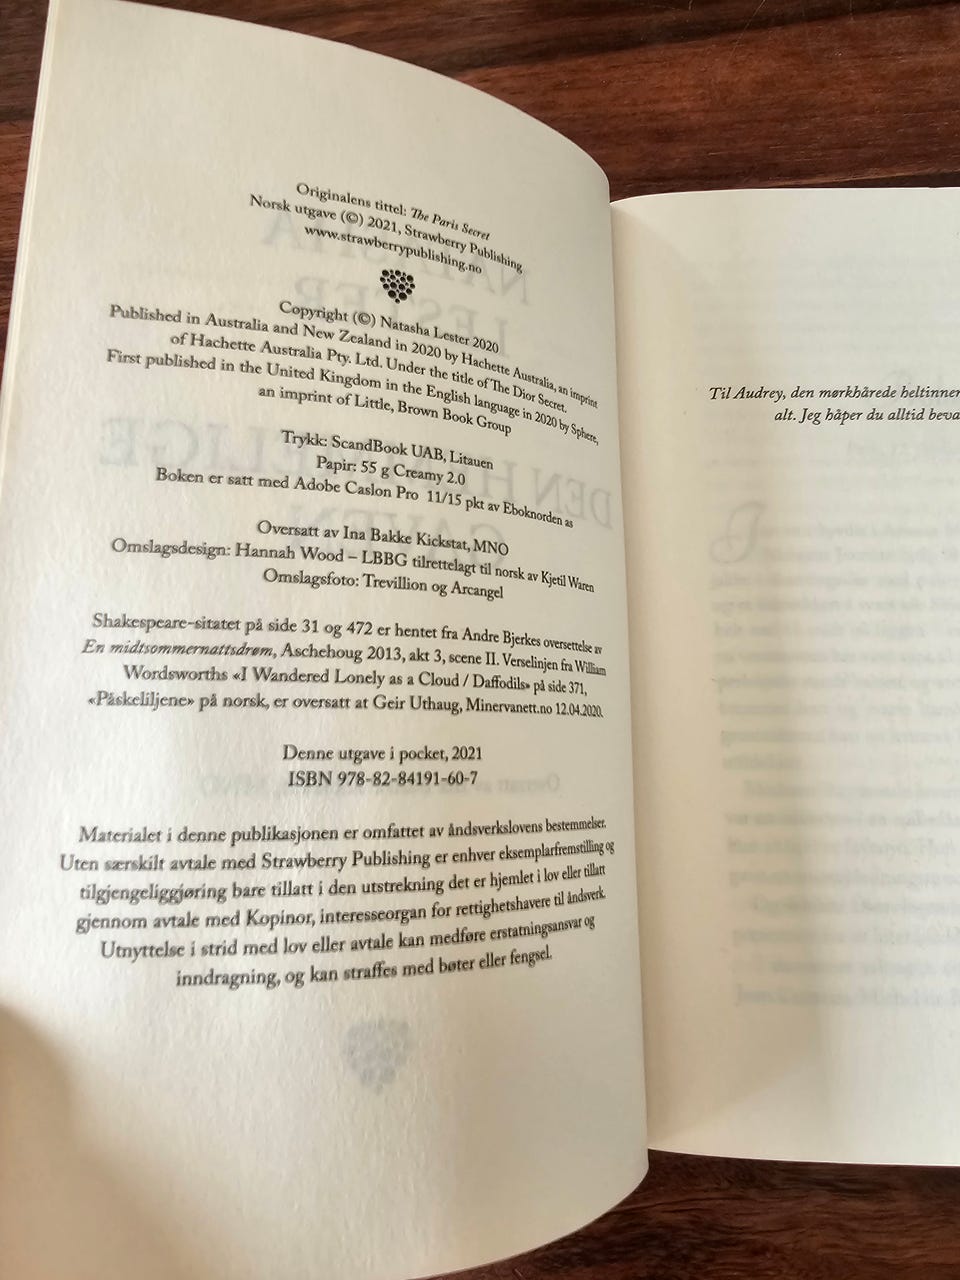 Originalens tittel: The Paris Secret
Norsk utgave (©) 2021, Strawberry Publishing
www.strawberrypublishing.no
Copyright (©) Natasha Lester 2020
Published in Australia and New Zealand in 2020 by Hachette Australia, an imprint
of Hachette Australia Pty. Ltd. Under the title of The Dior Secret.
First published in the United Kingdom in the English language in 2020 by Sphere,
an imprint of Little, Brown Book Group
Trykk: ScandBook UAB, Litauen
Papir: 55 g Creamy 2.0
Boken er satt med Adobe Caslon Pro 11/15 pkt av Eboknorden as
Oversatt av Ina Bakke Kickstat, MNO
Omslagsdesign: Hannah Wood – LBBG tilrettelagt til norsk av Kjetil Waren
Omslagsfoto: Trevillion og Arcangel
Shakespeare-sitatet på side 31 og 472 er hentet fra Andre Bjerkes oversettelse av
En midtsommernattsdrøm, Aschehoug 2013, akt 3, scene II. Verselinjen fra William
Wordsworths «I Wandered Lonely as a Cloud / Daffodils» på side 371,
«Påskeliljene» på norsk, er oversatt at Geir Uthaug, Minervanett.no 12.04.2020.
Denne utgave i pocket, 2021
ISBN 978-82-84191-60-7
Materialet i denne publikasjonen er omfattet av åndsverkslovens bestemmelser.
Uten særskilt avtale med Strawberry Publishing er enhver eksemplarfremstilling og
tilgjengeliggjøring bare tillatt i den utstrekning det er hjemlet i lov eller tillatt
gjennom avtale med Kopinor, interesseorgan for rettighetshavere til åndsverk.
Utnyttelse i strid med lov eller avtale kan medføre erstatningsansvar og
inndragning, og kan straffes med bøter eller fengsel.
Til Audrey, den mørkhårede heltinnen
alt. Jeg håper du alltid beva